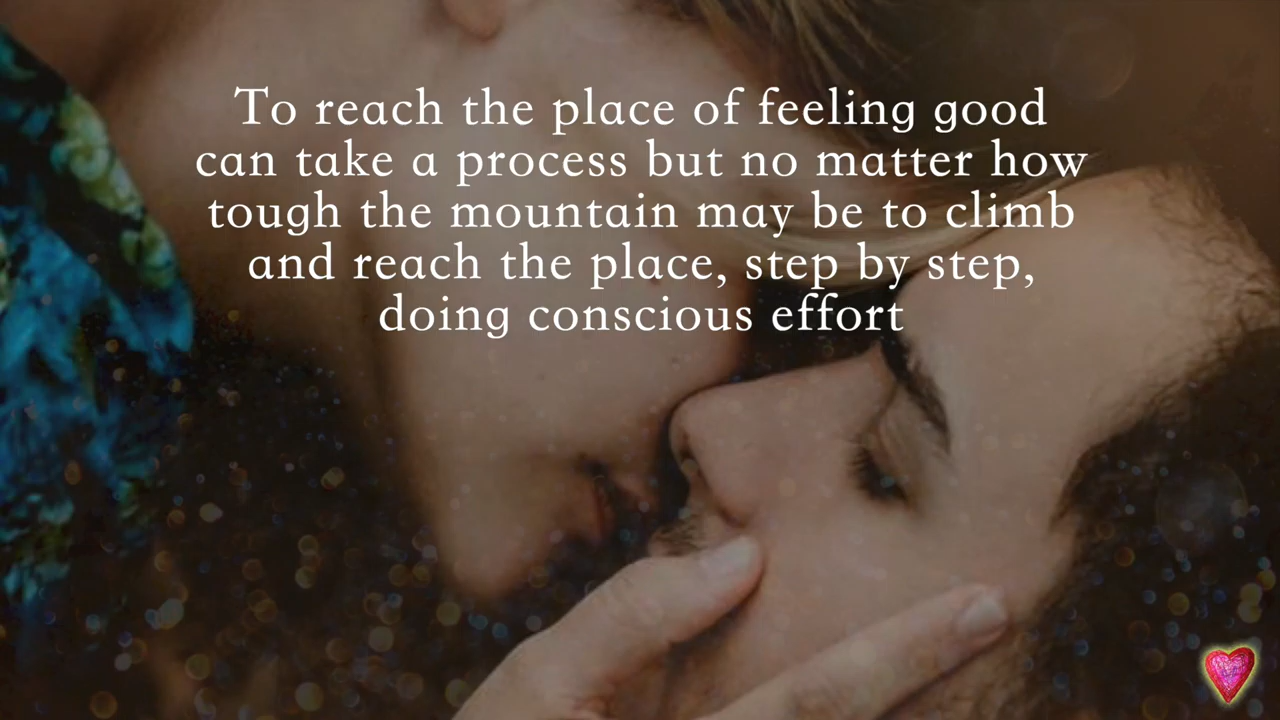 To reach the place of feeling good
can take a process but no matter how
tough the mountain may be to climb
and reach the place, step by step,
doing conscious effort